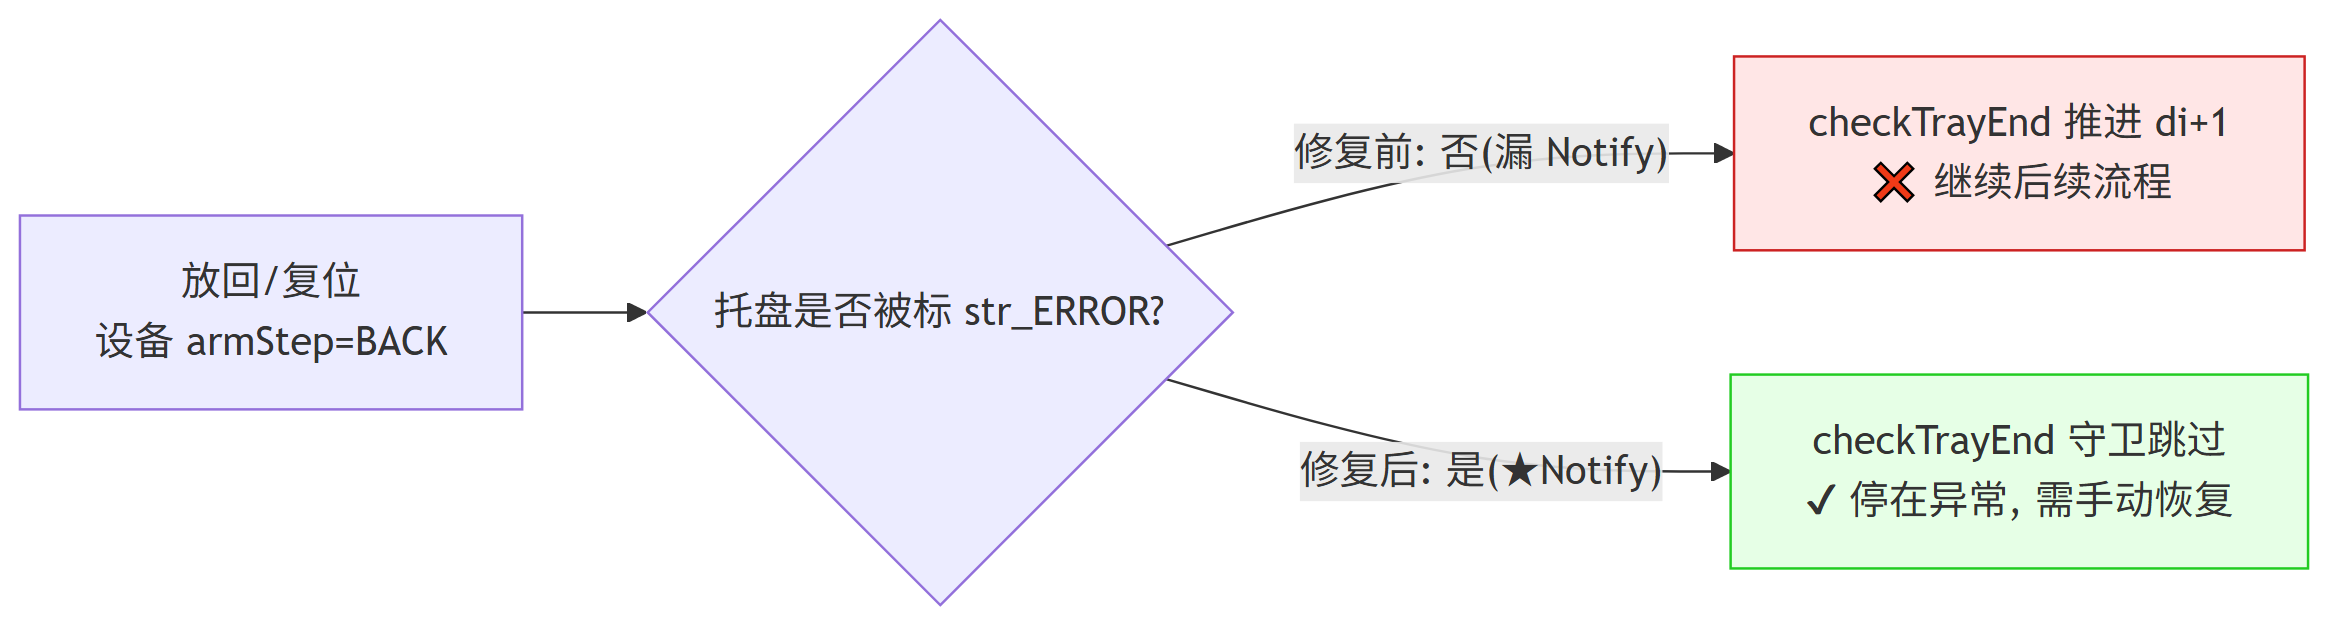 放回/复位
设备 armStep=BACK
托盘是否被标 str_ERROR?
修复前: 否(漏 Notify)
checkTrayEnd 推进 di+1
❌ 继续后续流程
修复后: 是(★Notify)
checkTrayEnd 守卫跳过
✔ 停在异常, 需手动恢复